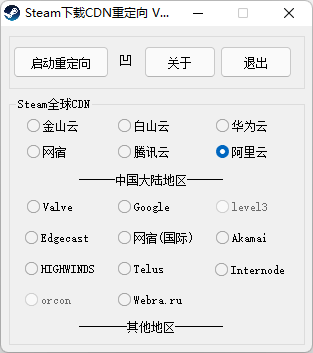 Steam下载CDN重定向 V...
启动重定向 凹 关于 退出
Steam全球CDN
金山云 白山云 华为云
网宿 腾讯云 阿里云
中国大陆地区
Valve Google level3
Edgecast 网宿(国际) Akamai
HIGHWINDS Telus Internode
orcon Webra.ru
其他地区